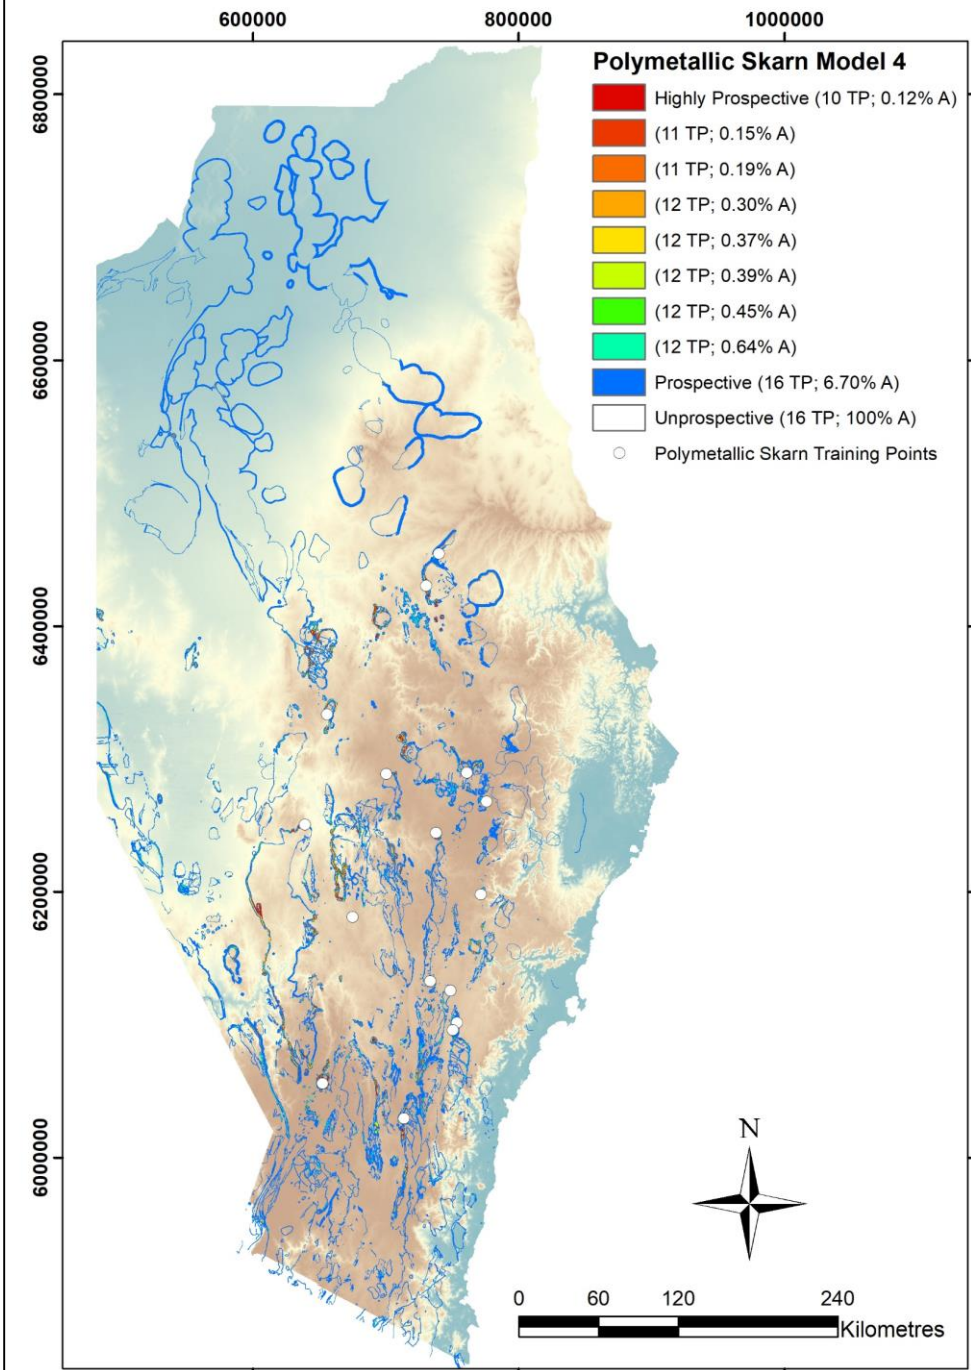 600000 800000 1000000
6800000
6600000
6400000
6200000
6000000
Polymetallic Skarn Model 4
Highly Prospective (10 TP; 0.12% A)
(11 TP; 0.15% A)
(11 TP; 0.19% A)
(12 TP; 0.30% A)
(12 TP; 0.37% A)
(12 TP; 0.39% A)
(12 TP; 0.45% A)
(12 TP; 0.64% A)
Prospective (16 TP; 6.70% A)
Unprospective (16 TP; 100% A)
Polymetallic Skarn Training Points
N
0 60 120 240
Kilometres